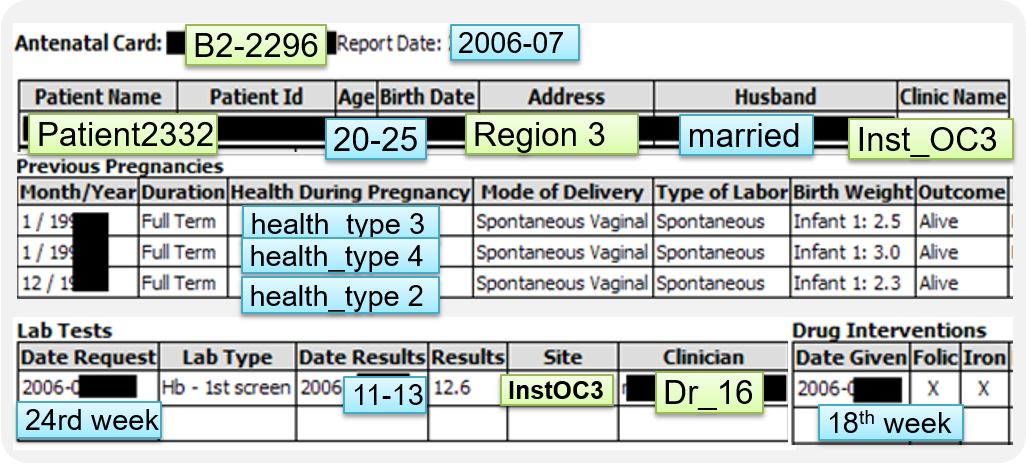 Antenatal Card: B2-2296 Report Date: 2006-07
Patient Name Patient Id Age Birth Date Address Husband Clinic Name
Patient2332 20-25 Region 3 married Inst_OC3
Previous Pregnancies
Month/Year Duration Health During Pregnancy Mode of Delivery Type of Labor Birth Weight Outcome
1 / 199 Full Term health_type 3 Spontaneous Vaginal Spontaneous Infant 1: 2.5 Alive
1 / 199 Full Term health_type 4 Spontaneous Vaginal Spontaneous Infant 1: 3.0 Alive
12 / 19 Full Term health_type 2 Spontaneous Vaginal Spontaneous Infant 1: 2.3 Alive
Lab Tests Drug Interventions
Date Request Lab Type Date Results Results Site Clinician Date Given Folic Iron
2006-0 Hb - 1st screen 2006 11-13 12.6 InstOC3 Dr_16 2006-0 X X
24rd week 18th week